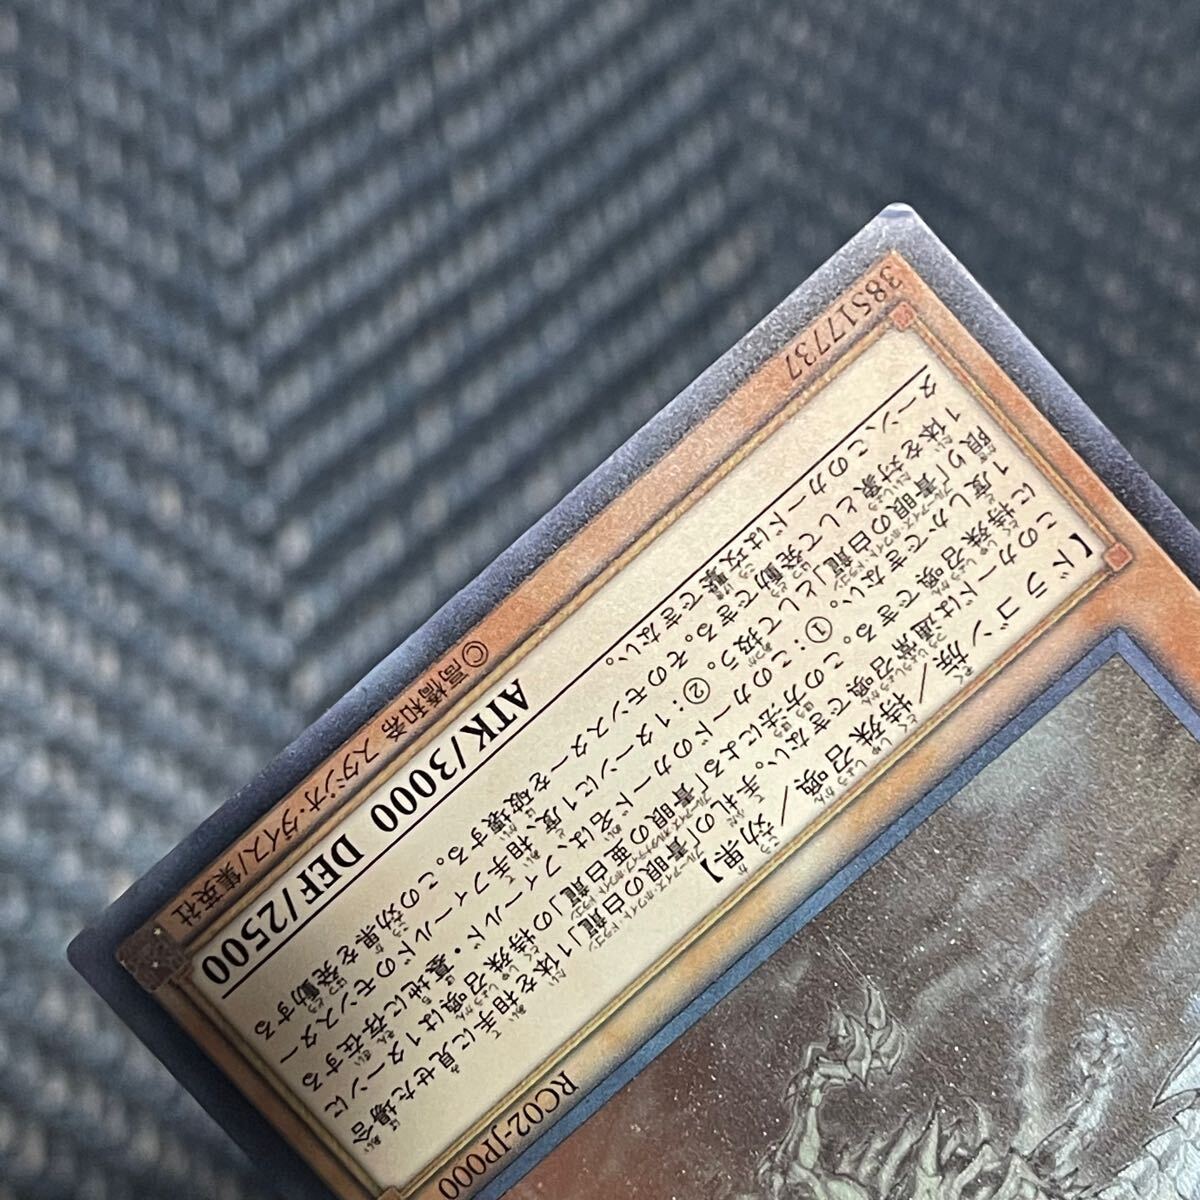 RC02-JP000
【ドラゴン族/特殊召喚/効果】
このカードは通常召喚できない。手札の「青眼の白龍」1体を相手に見せた場合
に特殊召喚できる。この方法による「青眼の亜白龍」の特殊召喚は1ターンに
1度しかできない。①:このカードのカード名は、フィールド・墓地に存在する
限り「青眼の白龍」として扱う。②:1ターンに1度、相手フィールドのモンスター
1体を対象として発動できる。そのモンスターを破壊する。この効果を発動する
ターン、このカードは攻撃できない。
ATK/3000 DEF/2500
38517737
©高橋和希 スタジオ・ダイス/集英社